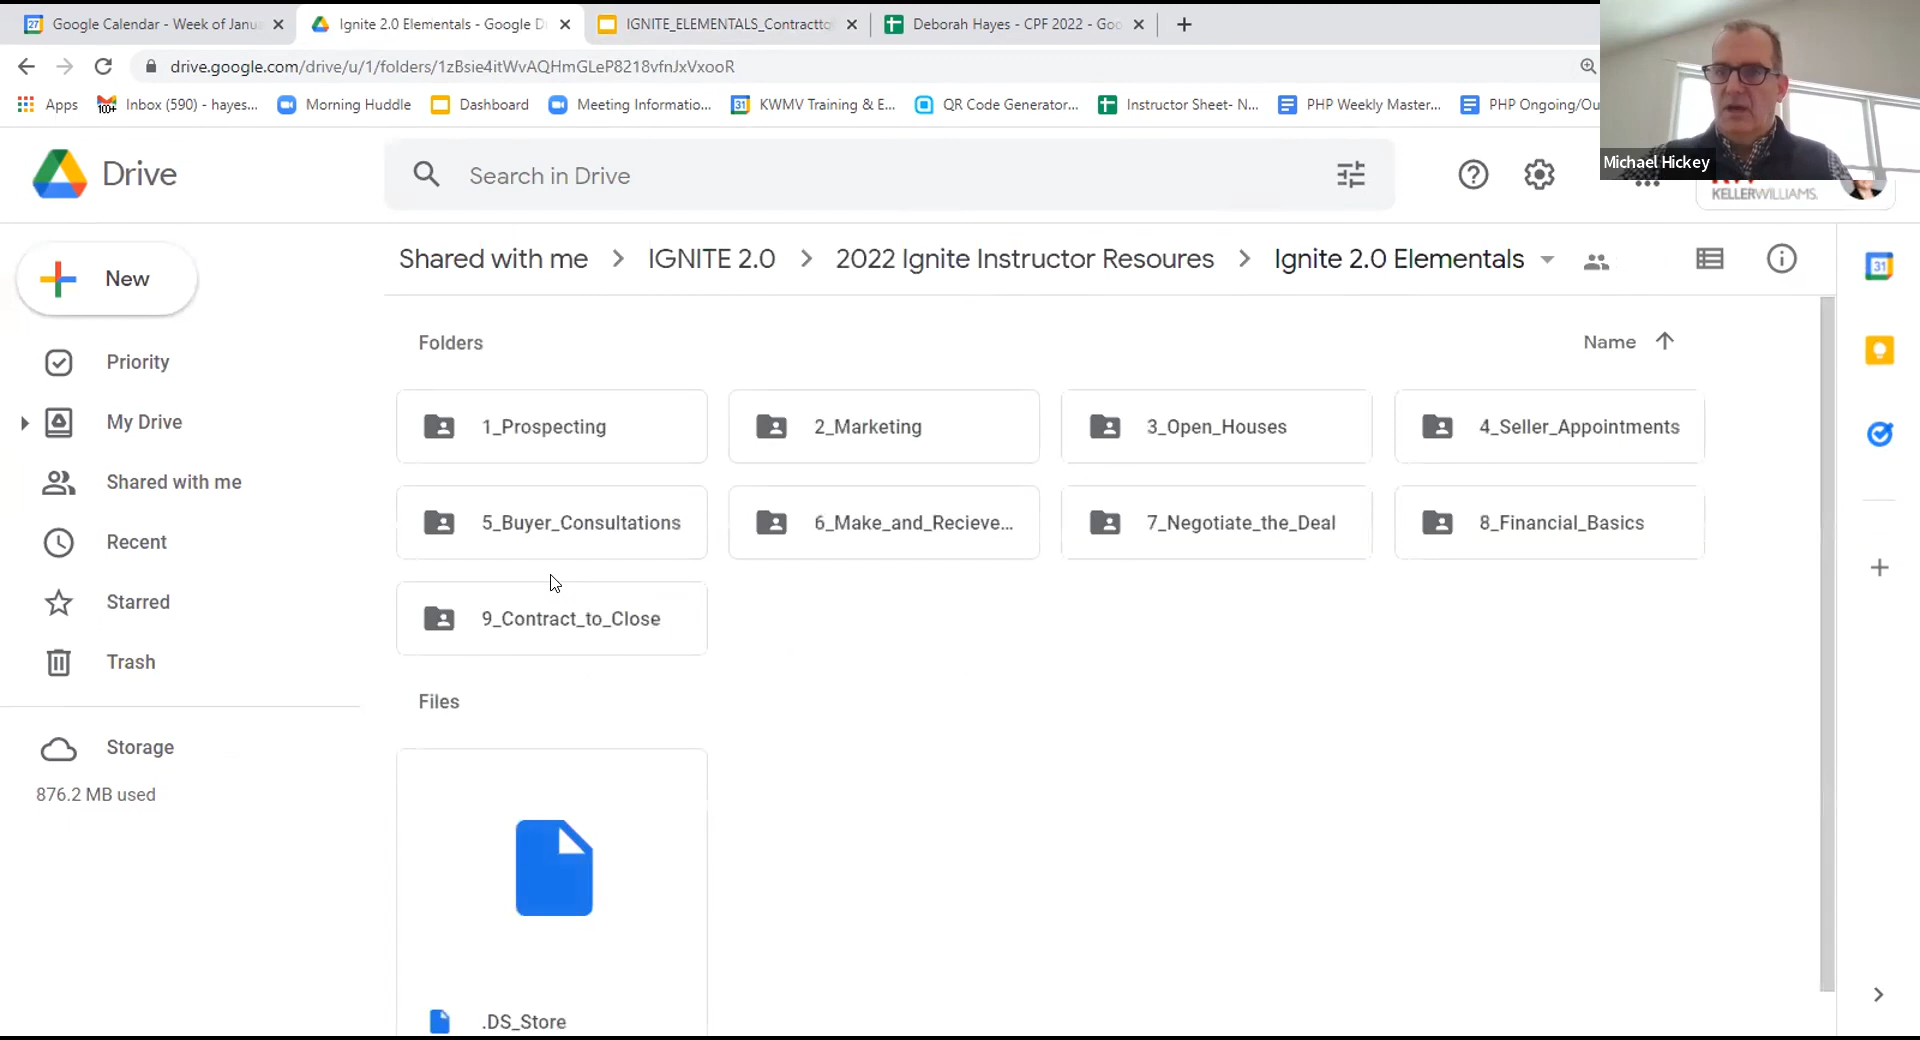 Google Calendar - Week of Janu
Ignite 2.0 Elementals - Google D
IGNITE_ELEMENTALS_Contractto
Deborah Hayes - CPF 2022 - Goo
drive.google.com/drive/u/1/folders/1zBsie4itWvAQHmGLeP8218vfnJxVxooR
Apps
100+
Inbox (590) - hayes...
Morning Huddle
Dashboard
Meeting Informatio...
31
KWMV Training & E...
QR Code Generator...
Instructor Sheet- N...
PHP Weekly Master...
PHP Ongoing/Ou
Michael Hickey
Drive
Search in Drive
KELLERWILLIAMS.
New
Shared with me > IGNITE 2.0 > 2022 Ignite Instructor Resoures > Ignite 2.0 Elementals
31
Priority
My Drive
Shared with me
Recent
Starred
Trash
Storage
876.2 MB used
Folders
Name
1_Prospecting
2_Marketing
3_Open_Houses
4_Seller_Appointments
5_Buyer_Consultations
6_Make_and_Recieve...
7_Negotiate_the_Deal
8_Financial_Basics
9_Contract_to_Close
Files
.DS_Store